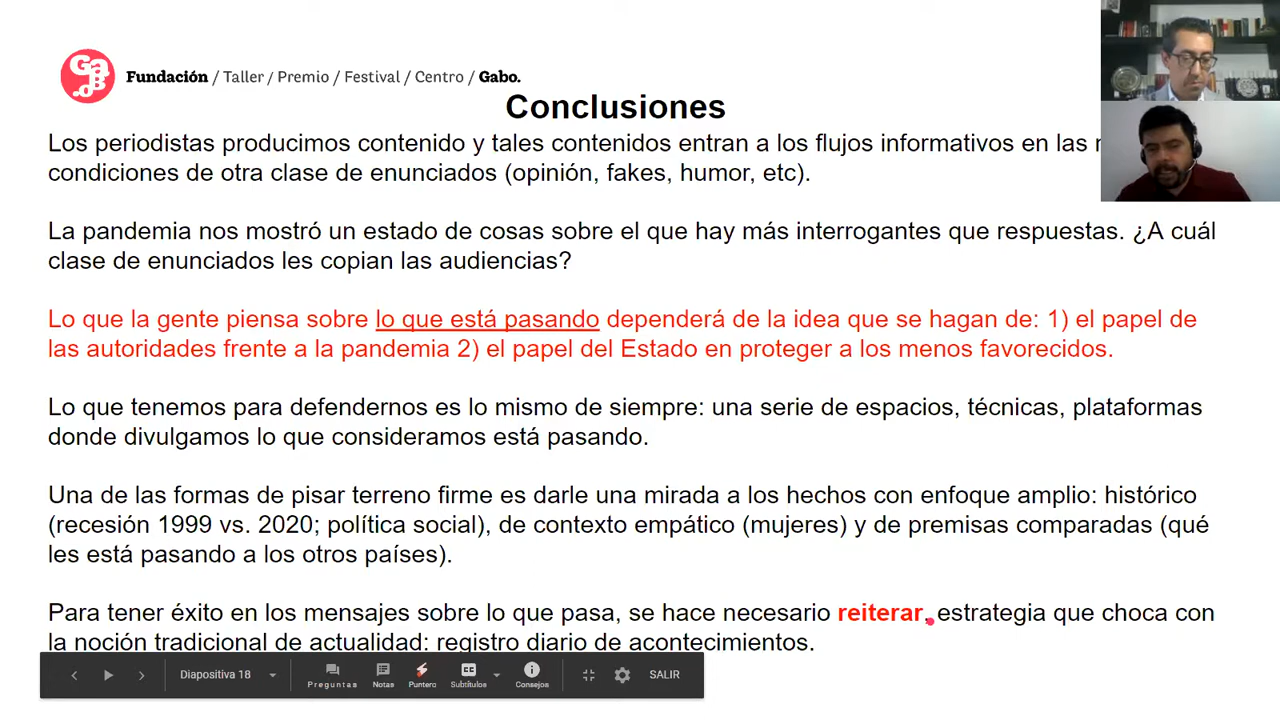 Gabo.
Fundación / Taller / Premio / Festival / Centro / Gabo.
Conclusiones
Los periodistas producimos contenido y tales contenidos entran a los flujos informativos en las
condiciones de otra clase de enunciados (opinión, fakes, humor, etc).
La pandemia nos mostró un estado de cosas sobre el que hay más interrogantes que respuestas. ¿A cuál
clase de enunciados les copian las audiencias?
Lo que la gente piensa sobre lo que está pasando dependerá de la idea que se hagan de: 1) el papel de
las autoridades frente a la pandemia 2) el papel del Estado en proteger a los menos favorecidos.
Lo que tenemos para defendernos es lo mismo de siempre: una serie de espacios, técnicas, plataformas
donde divulgamos lo que consideramos está pasando.
Una de las formas de pisar terreno firme es darle una mirada a los hechos con enfoque amplio: histórico
(recesión 1999 vs. 2020; política social), de contexto empático (mujeres) y de premisas comparadas (qué
les está pasando a los otros países).
Para tener éxito en los mensajes sobre lo que pasa, se hace necesario reiterar, estrategia que choca con
la noción tradicional de actualidad: registro diario de acontecimientos.
Diapositiva 18
Preguntas
Notas
Puntero
CC
Subtítulos
Consejos
SALIR